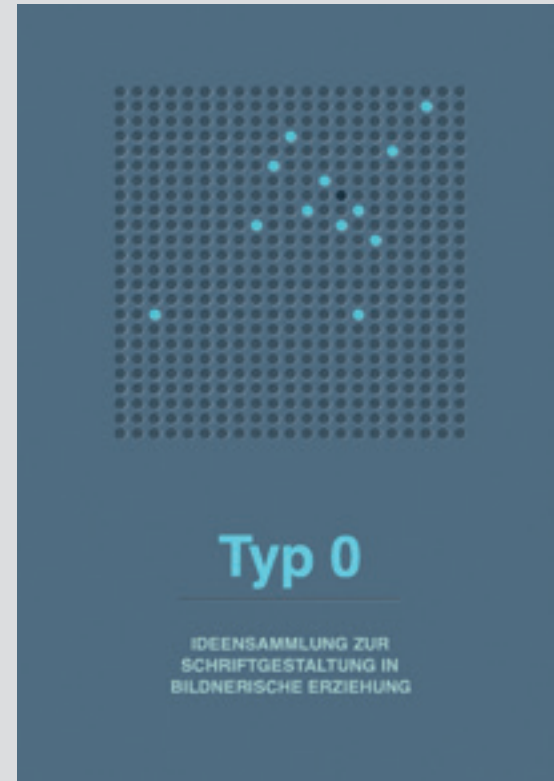 Typ 0
IDEENSAMMLUNG ZUR
SCHRIFTGESTALTUNG IN
BILDNERISCHE ERZIEHUNG